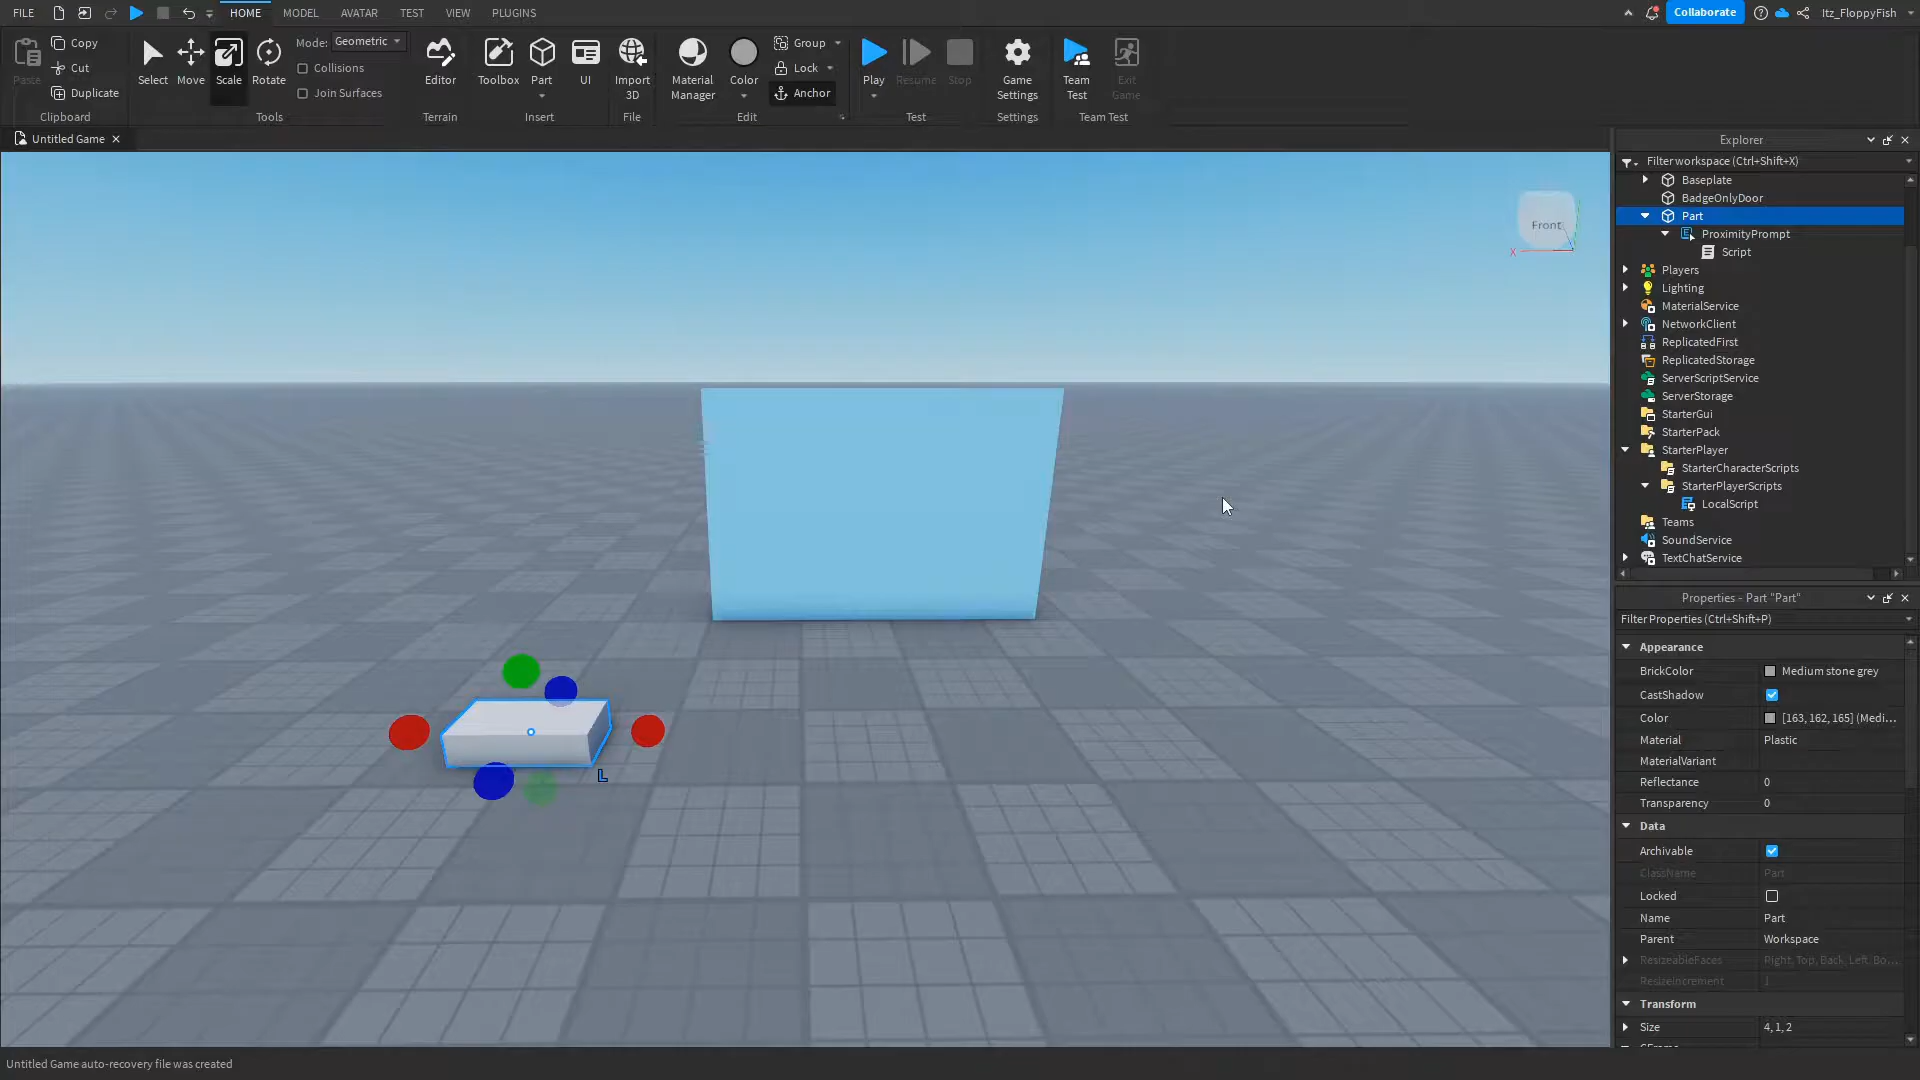 FILE HOME MODEL AVATAR TEST VIEW PLUGINS Collaborate Itz_FloppyFish
Paste Copy Cut Duplicate Clipboard
Select Move Scale Rotate Mode: Geometric Collisions Join Surfaces Tools
Editor Terrain
Toolbox Part UI Insert
Import 3D File
Material Manager Color Group Lock Anchor Edit
Play Resume Stop Test
Game Settings Settings
Team Test Exit Game Team Test
Untitled Game
Front
X
L
Explorer
Filter workspace (Ctrl+Shift+X)
Baseplate
BadgeOnlyDoor
Part
ProximityPrompt
Script
Players
Lighting
MaterialService
NetworkClient
ReplicatedFirst
ReplicatedStorage
ServerScriptService
ServerStorage
StarterGui
StarterPack
StarterPlayer
StarterCharacterScripts
StarterPlayerScripts
LocalScript
Teams
SoundService
TextChatService
Properties - Part "Part"
Filter Properties (Ctrl+Shift+P)
Appearance
BrickColor Medium stone grey
CastShadow
Color [163, 162, 165] (Medi...
Material Plastic
MaterialVariant
Reflectance 0
Transparency 0
Data
Archivable
ClassName Part
Locked
Name Part
Parent Workspace
ResizeableFaces Right, Top, Back, Left, Bo...
ResizeIncrement 1
Transform
Size 4, 1, 2
Untitled Game auto-recovery file was created